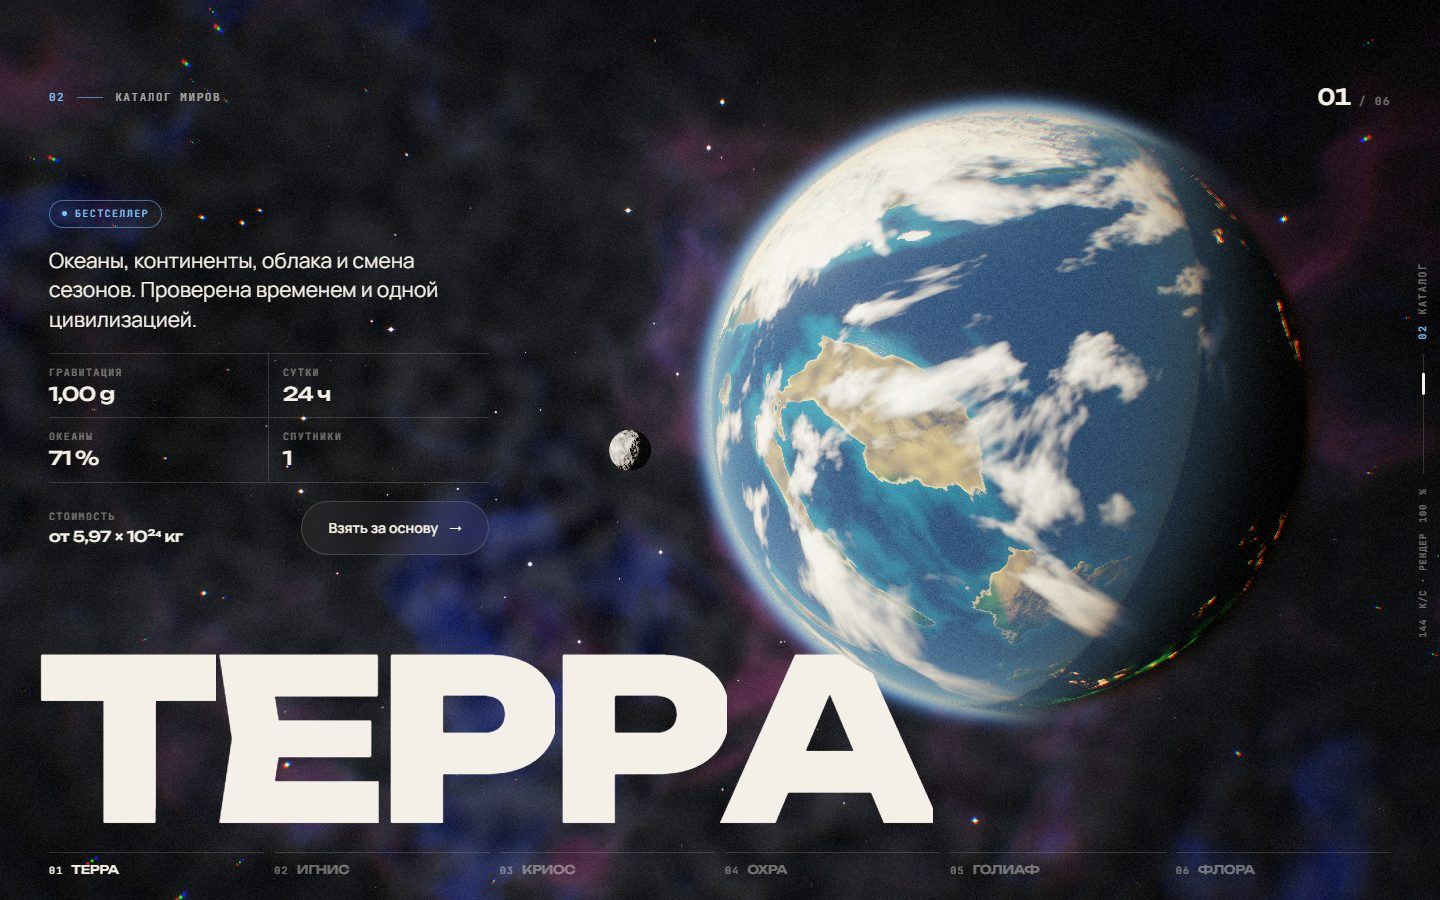 02 КАТАЛОГ МИРОВ
01 / 06
БЕСТСЕЛЛЕР
Океаны, континенты, облака и смена
сезонов. Проверена временем и одной
цивилизацией.
ГРАВИТАЦИЯ
1,00 g
СУТКИ
24 ч
ОКЕАНЫ
71 %
СПУТНИКИ
1
СТОИМОСТЬ
от 5,97 × 10²⁴ кг
Взять за основу →
02 КАТАЛОГ
144 К/С · РЕНДЕР 100 %
ТЕРРА
01 ТЕРРА
02 ИГНИС
03 КРИОС
04 ОХРА
05 ГОЛИАФ
06 ФЛОРА